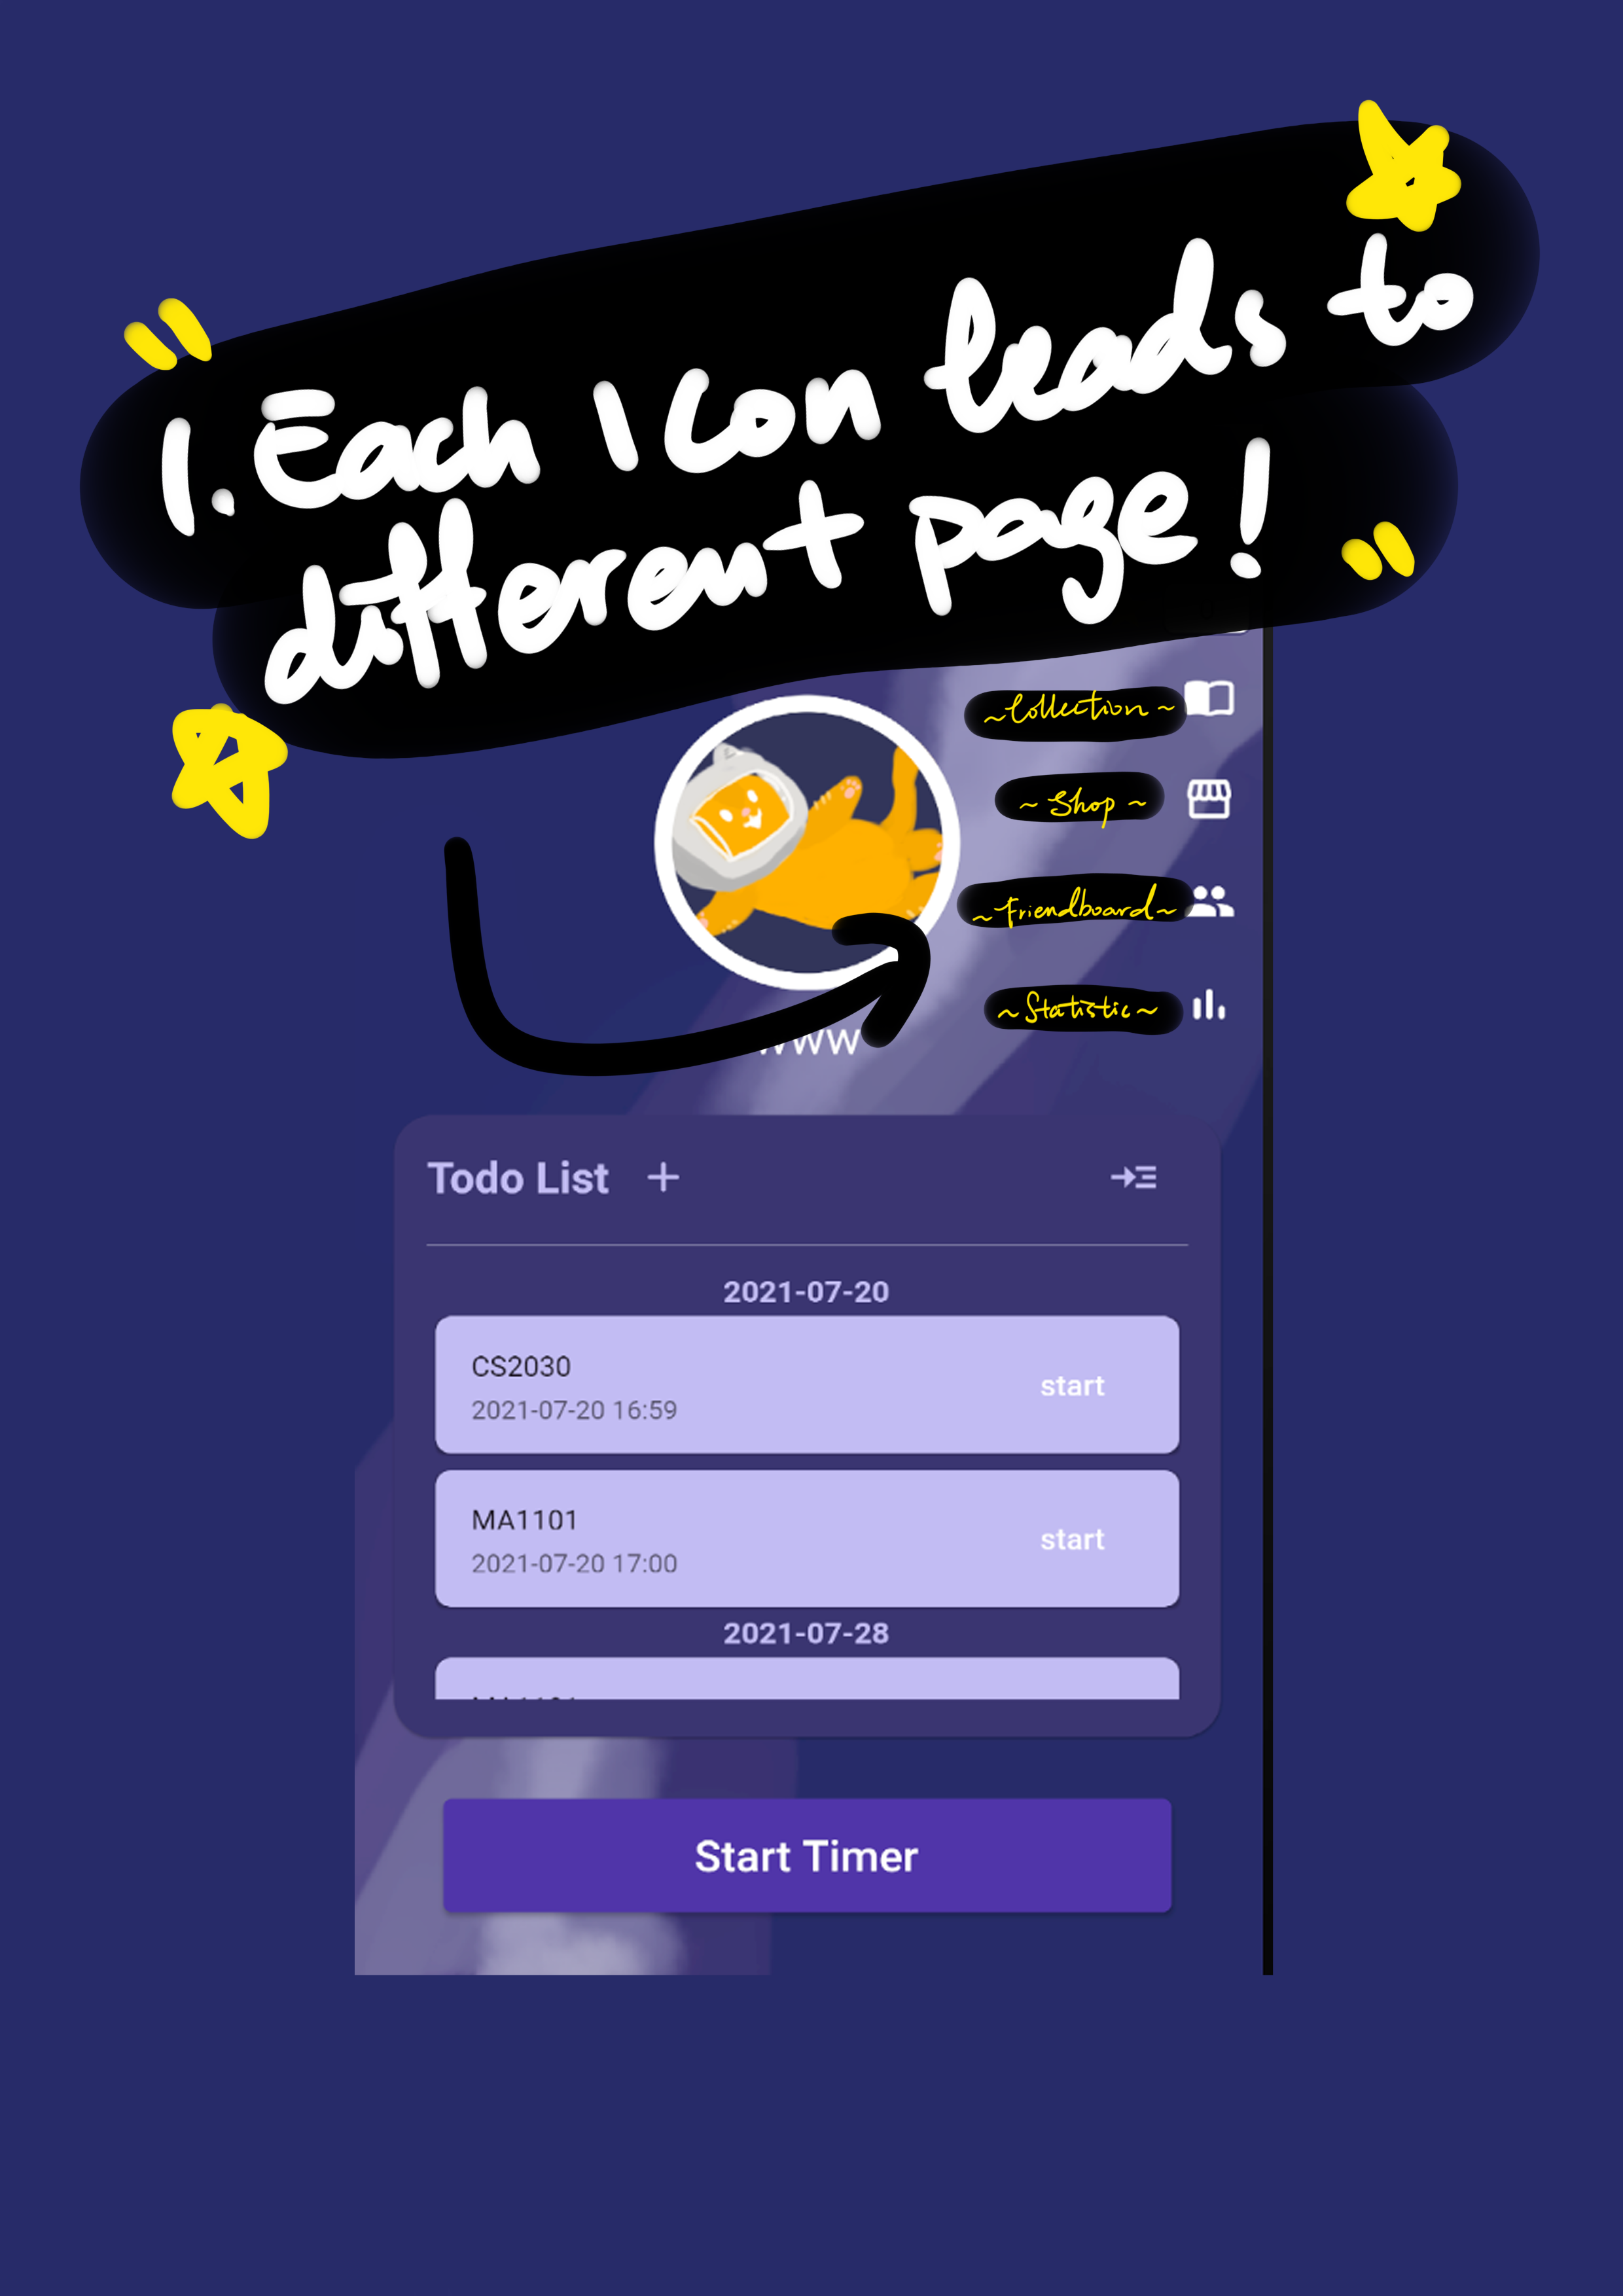 1. Each Icon leads to
different page!
~Collection~
~Shop~
~Friendboard~
~Statistic~
www
Todo List +
2021-07-20
CS2030
start
2021-07-20 16:59
MA1101
start
2021-07-20 17:00
2021-07-28
Start Timer